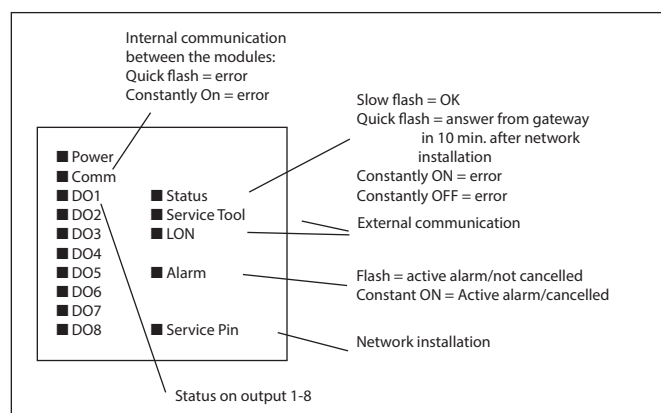 Internal communication
between the modules:
Quick flash = error
Constantly On = error
Slow flash = OK
Quick flash = answer from gateway
in 10 min. after network
installation
Constantly ON = error
Constantly OFF = error
External communication
Flash = active alarm/not cancelled
Constant ON = Active alarm/cancelled
Network installation
Power
Comm
DO1
DO2
DO3
DO4
DO5
DO6
DO7
DO8
Status
Service Tool
LON
Alarm
Service Pin
Status on output 1-8